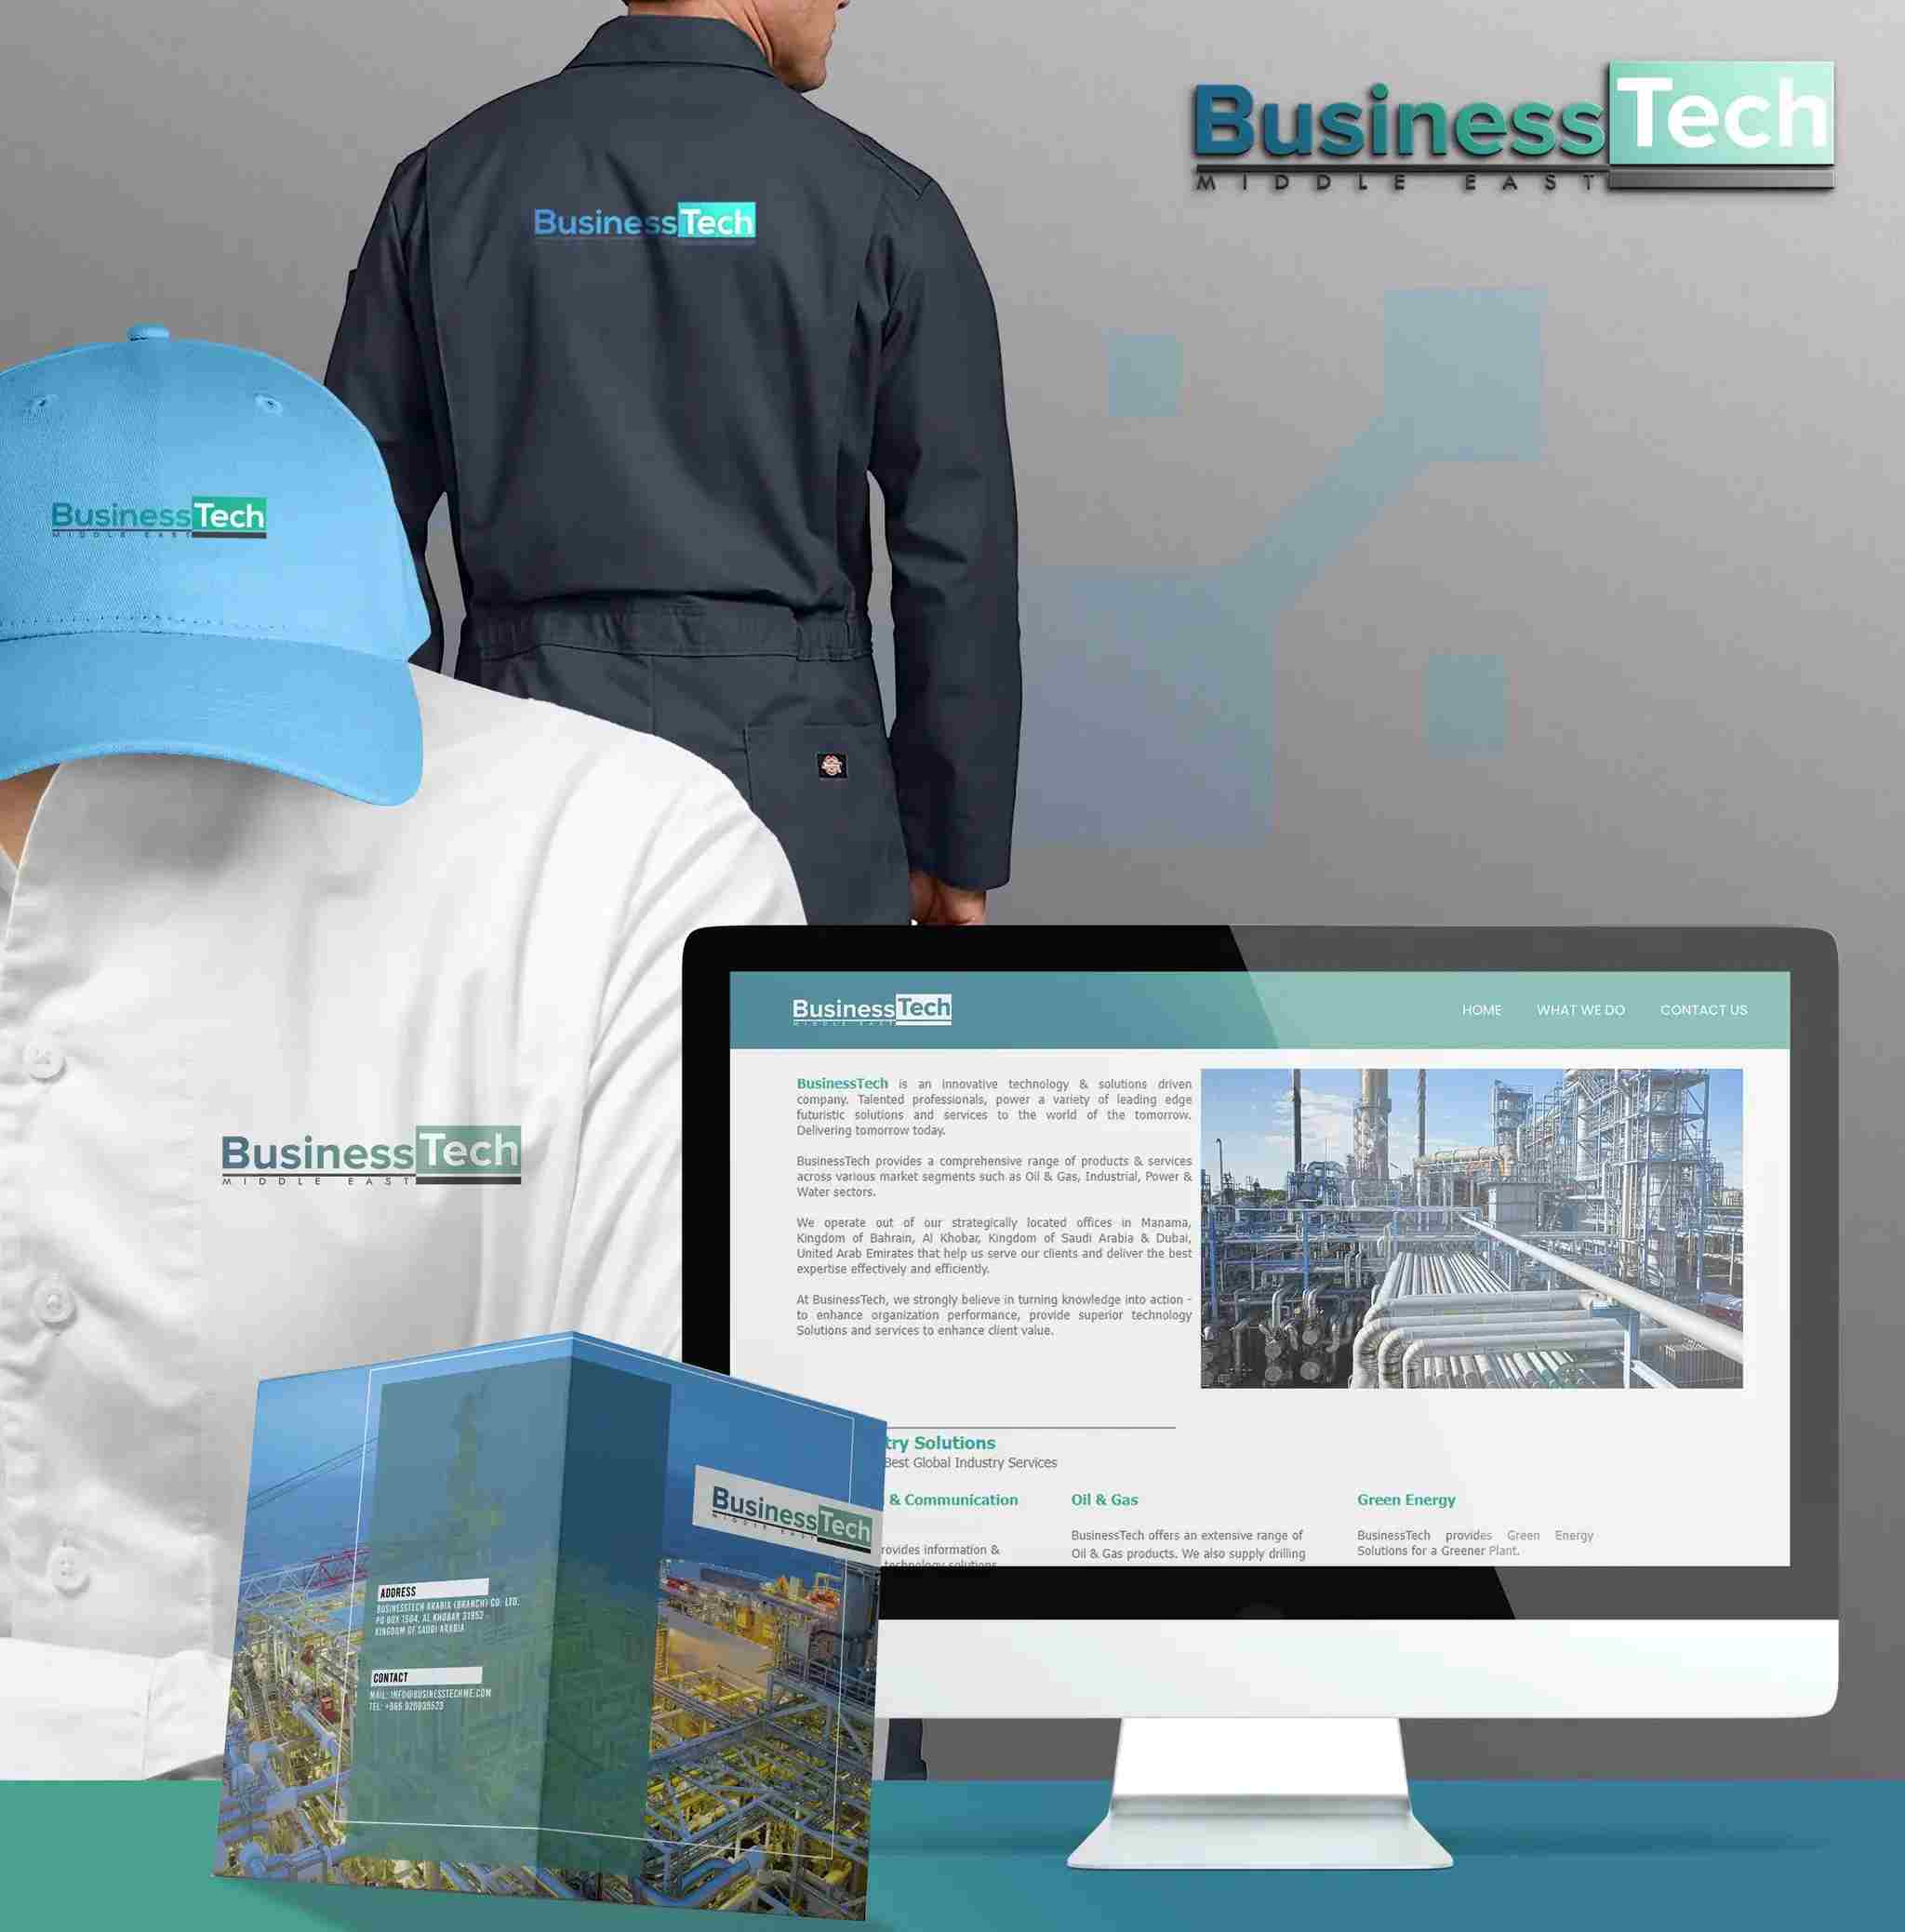 BusinessTech
MIDDLE EAST
BusinessTech
BusinessTech
MIDDLE EAST
BusinessTech
MIDDLE EAST
BusinessTech
MIDDLE EAST
HOME WHAT WE DO CONTACT US
BusinessTech is an innovative technology & solutions driven
company. Talented professionals, power a variety of leading edge
futuristic solutions and services to the world of the tomorrow.
Delivering tomorrow today.
BusinessTech provides a comprehensive range of products & services
across various market segments such as Oil & Gas, Industrial, Power &
Water sectors.
We operate out of our strategically located offices in Manama,
Kingdom of Bahrain, Al Khobar, Kingdom of Saudi Arabia & Dubai,
United Arab Emirates that help us serve our clients and deliver the best
expertise effectively and efficiently.
At BusinessTech, we strongly believe in turning knowledge into action -
to enhance organization performance, provide superior technology
Solutions and services to enhance client value.
try Solutions
Best Global Industry Services
& Communication
rovides information &
technology solutions
Oil & Gas
BusinessTech offers an extensive range of
Oil & Gas products. We also supply drilling
Green Energy
BusinessTech provides Green Energy
Solutions for a Greener Plant.
BusinessTech
MIDDLE EAST
ADDRESS
BUSINESSTECH ARABIA (BRANCH) CO. LTD.
PO BOX 1504, AL KHOBAR 31952 -
KINGDOM OF SAUDI ARABIA
CONTACT
MAIL: INFO@BUSINESSTECHME.COM
TEL: +966